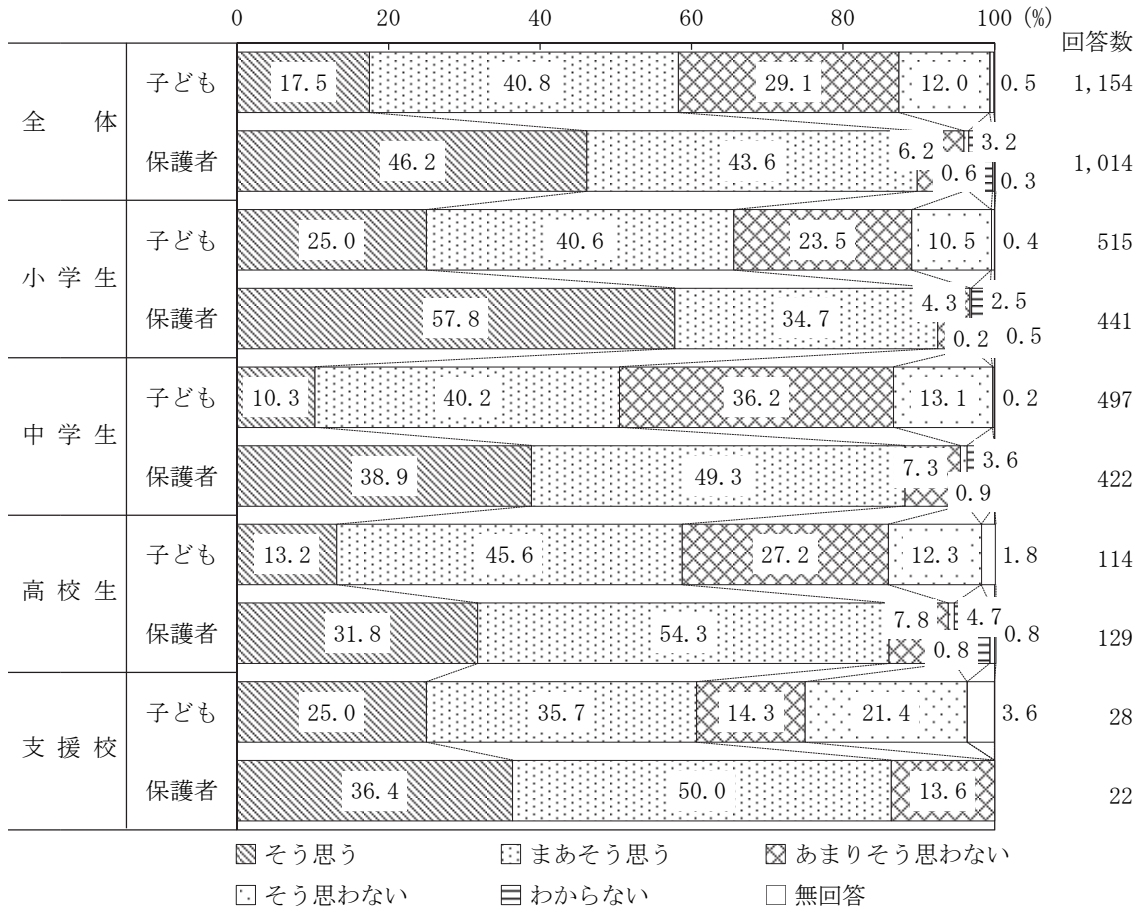 0 20 40 60 80 100 (%)
回答数
全体
子ども 17.5 40.8 29.1 12.0 0.5 1,154
保護者 46.2 43.6 6.2 0.6 3.2 0.3 1,014
小学生
子ども 25.0 40.6 23.5 10.5 0.4 515
保護者 57.8 34.7 4.3 0.2 2.5 0.5 441
中学生
子ども 10.3 40.2 36.2 13.1 0.2 497
保護者 38.9 49.3 7.3 0.9 3.6 422
高校生
子ども 13.2 45.6 27.2 12.3 1.8 114
保護者 31.8 54.3 7.8 0.8 4.7 0.8 129
支援校
子ども 25.0 35.7 14.3 21.4 3.6 28
保護者 36.4 50.0 13.6 22
そう思う まあそう思う あまりそう思わない
そう思わない わからない 無回答